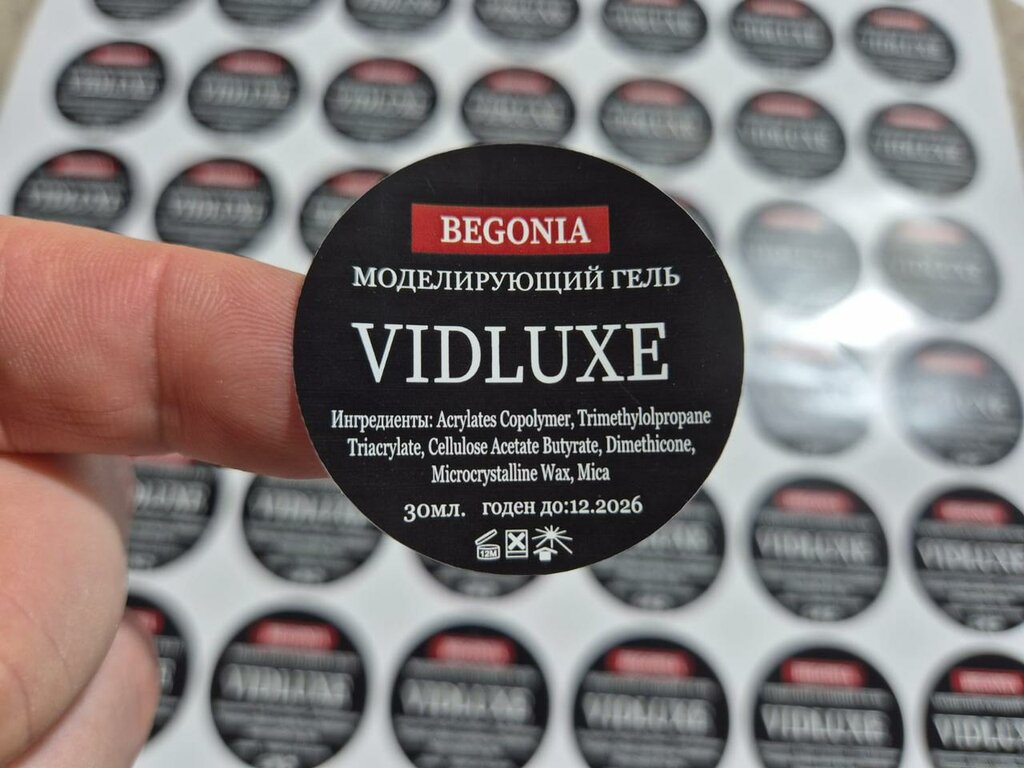 BEGONIA
МОДЕЛИРУЮЩИЙ ГЕЛЬ
VIDLUXE
Ингредиенты: Acrylates Copolymer, Trimethylolpropane
Triacrylate, Cellulose Acetate Butyrate, Dimethicone,
Microcrystalline Wax, Mica
30мл. годен до:12.2026
12M